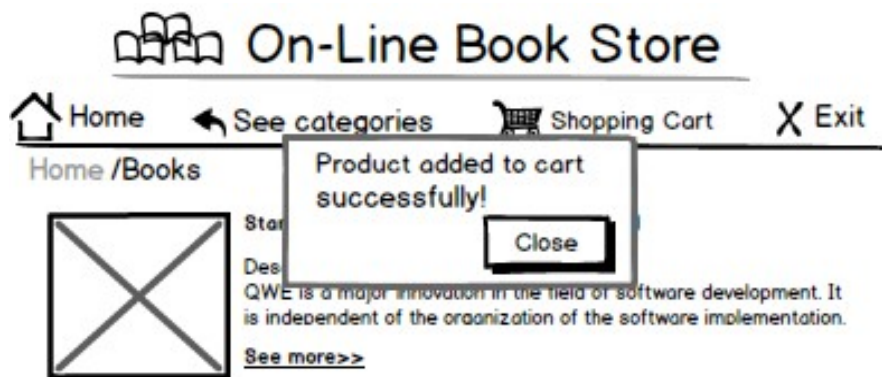 On-Line Book Store
Home See categories Shopping Cart X Exit
Home /Books
Product added to cart
successfully!
Close
QWE is a major innovation in the field of software development. It
is independent of the organization of the software implementation.
See more>>